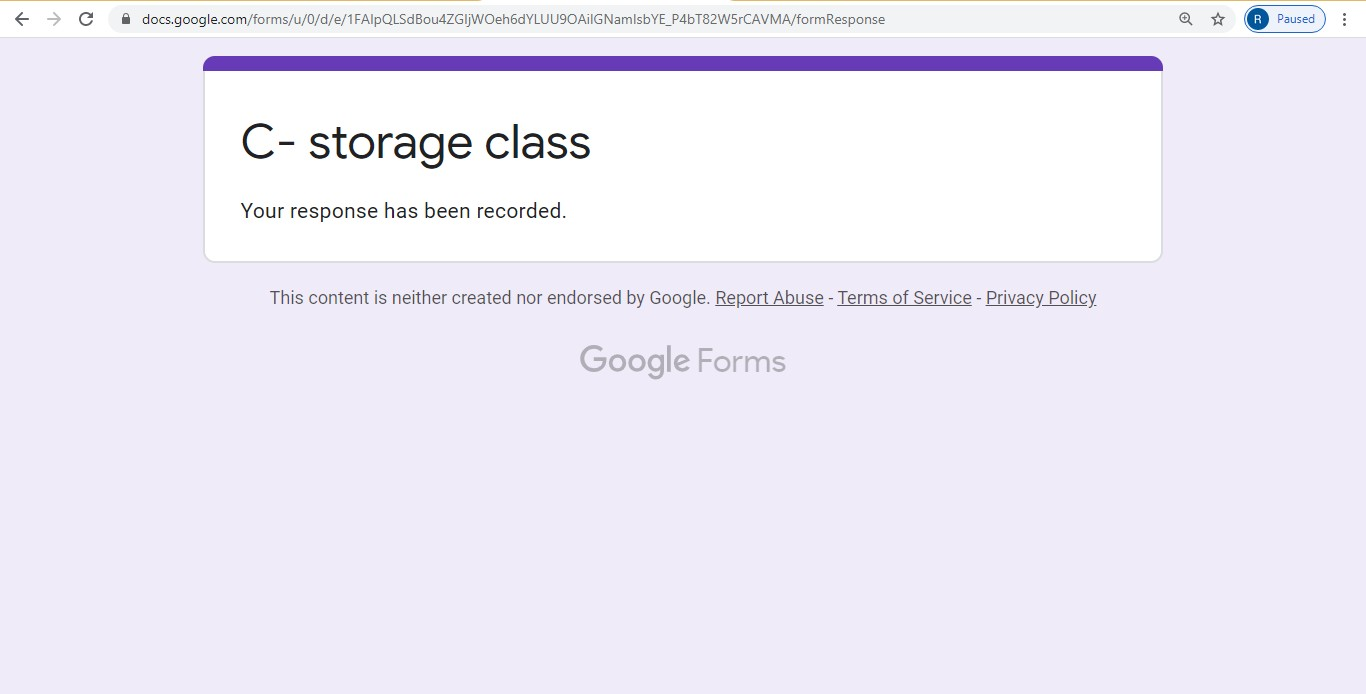 docs.google.com/forms/u/0/d/e/1FAIpQLSdBou4ZGIjWOeh6dYLUU9OAilGNamIsbYE_P4bT82W5rCAVMA/formResponse
R Paused
C- storage class
Your response has been recorded.
This content is neither created nor endorsed by Google. Report Abuse - Terms of Service - Privacy Policy
Google Forms